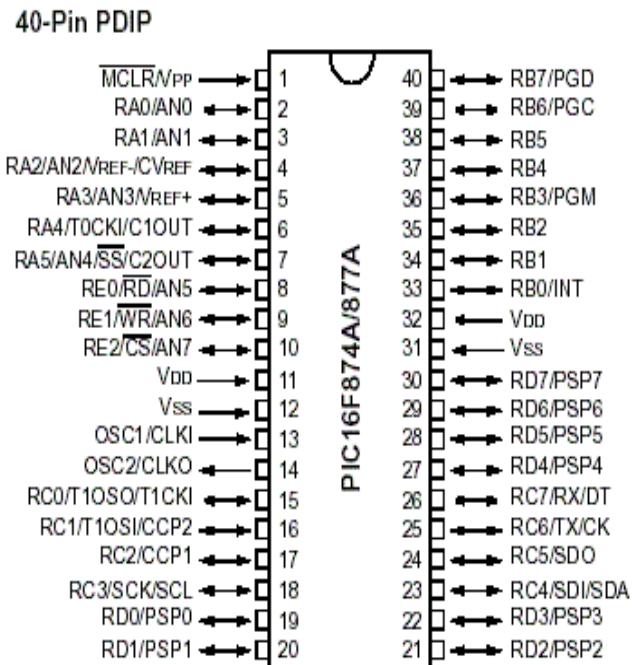 40-Pin PDIP
MCLR/VPP 1 40 RB7/PGD
RA0/AN0 2 39 RB6/PGC
RA1/AN1 3 38 RB5
RA2/AN2/VREF-/CVREF 4 37 RB4
RA3/AN3/VREF+ 5 36 RB3/PGM
RA4/T0CKI/C1OUT 6 35 RB2
RA5/AN4/SS/C2OUT 7 34 RB1
RE0/RD/AN5 8 33 RB0/INT
RE1/WR/AN6 9 32 VDD
RE2/CS/AN7 10 31 VSS
VDD 11 30 RD7/PSP7
VSS 12 29 RD6/PSP6
OSC1/CLKI 13 28 RD5/PSP5
OSC2/CLKO 14 27 RD4/PSP4
RC0/T1OSO/T1CKI 15 26 RC7/RX/DT
RC1/T1OSI/CCP2 16 25 RC6/TX/CK
RC2/CCP1 17 24 RC5/SDO
RC3/SCK/SCL 18 23 RC4/SDI/SDA
RD0/PSP0 19 22 RD3/PSP3
RD1/PSP1 20 21 RD2/PSP2
PIC16F874A/877A